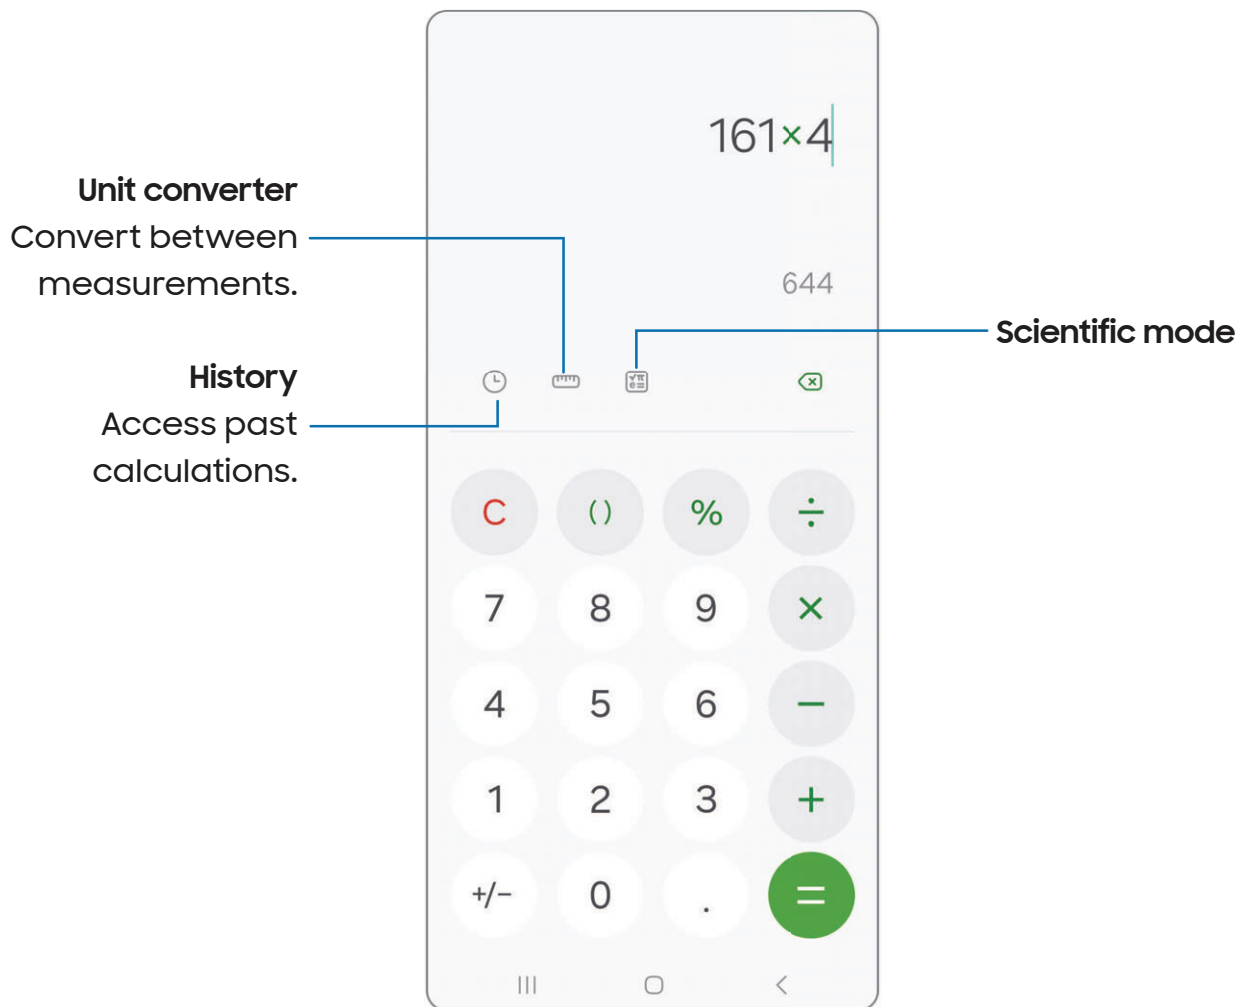 161×4
Unit converter
Convert between
measurements.
644
Scientific mode
History
Access past
calculations.
√π
e=
C
( )
%
÷
7
8
9
×
4
5
6
−
1
2
3
+
+/−
0
.
=